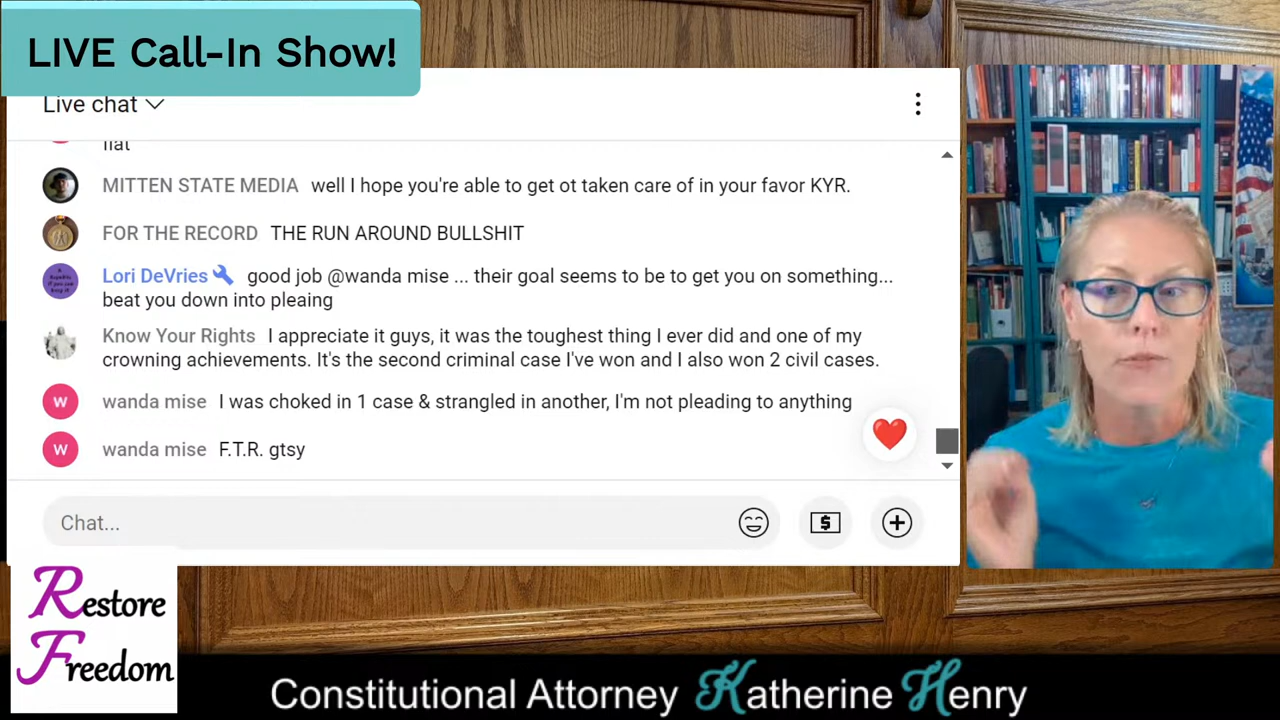 LIVE Call-In Show!
Live chat
flat
MITTEN STATE MEDIA well I hope you're able to get ot taken care of in your favor KYR.
FOR THE RECORD THE RUN AROUND BULLSHIT
Lori DeVries good job @wanda mise ... their goal seems to be to get you on something...
beat you down into pleaing
Know Your Rights I appreciate it guys, it was the toughest thing I ever did and one of my
crowning achievements. It's the second criminal case I've won and I also won 2 civil cases.
W wanda mise I was choked in 1 case & strangled in another, I'm not pleading to anything
W wanda mise F.T.R. gtsy
Chat...
$
Restore
Freedom
Constitutional Attorney Katherine Henry